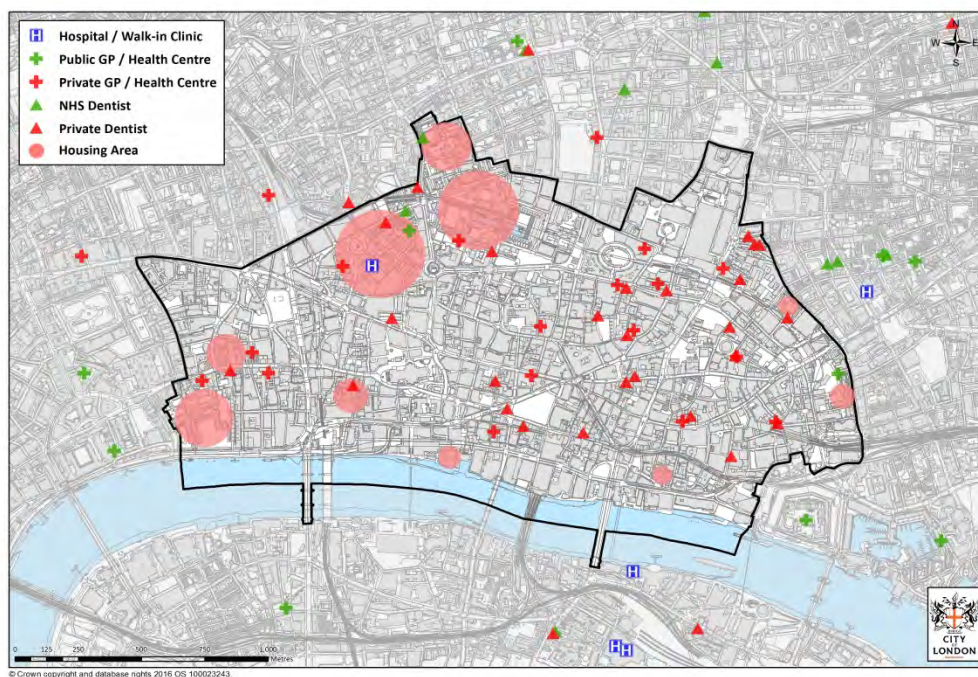 H Hospital / Walk-in Clinic
Public GP / Health Centre
Private GP / Health Centre
NHS Dentist
Private Dentist
Housing Area
N
W E
S
H
H
H
H H
0 125 250 500 750 1,000
Metres
CITY
OF
LONDON
© Crown copyright and database rights 2016 OS 100023243